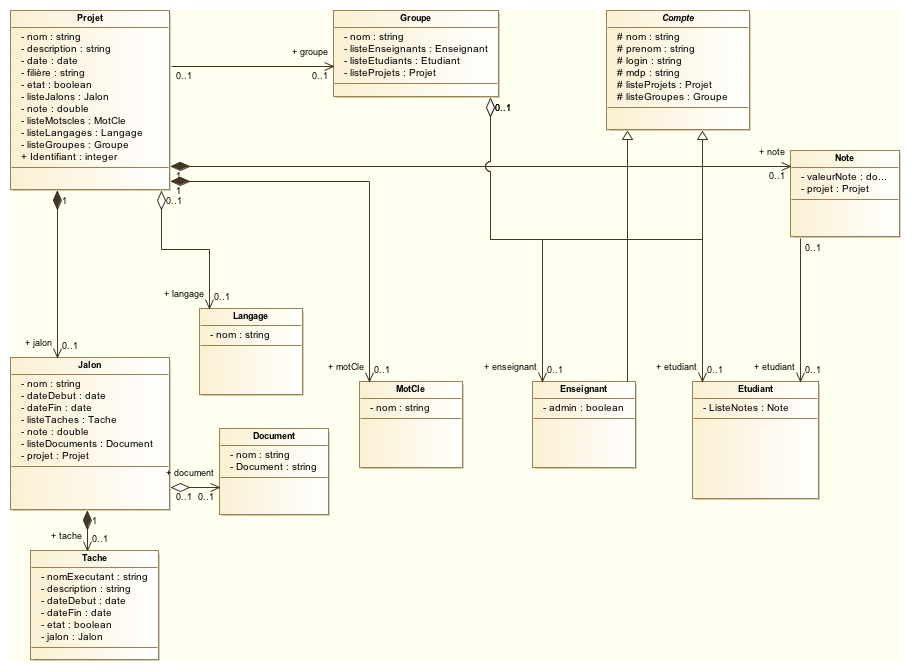 Projet
- nom : string
- description : string
- date : date
- filière : string
- etat : boolean
- listeJalons : Jalon
- note : double
- listeMotscles : MotCle
- listeLangages : Langage
- listeGroupes : Groupe
+ Identifiant : integer
+ groupe
0..1
0..1
Groupe
- nom : string
- listeEnseignants : Enseignant
- listeEtudiants : Etudiant
- listeProjets : Projet
0..1
Compte
# nom : string
# prenom : string
# login : string
# mdp : string
# listeProjets : Projet
# listeGroupes : Groupe
1
+ note
0..1
Note
- valeurNote : do...
- projet : Projet
0..1
1
1
0..1
+ langage
0..1
Langage
- nom : string
+ jalon
0..1
Jalon
- nom : string
- dateDebut : date
- dateFin : date
- listeTaches : Tache
- note : double
- listeDocuments : Document
- projet : Projet
+ motCle
0..1
MotCle
- nom : string
+ enseignant
0..1
Enseignant
- admin : boolean
+ etudiant
0..1
+ etudiant
0..1
Etudiant
- ListeNotes : Note
Document
- nom : string
- Document : string
+ document
0..1
0..1
1
+ tache
0..1
Tache
- nomExecutant : string
- description : string
- dateDebut : date
- dateFin : date
- etat : boolean
- jalon : Jalon